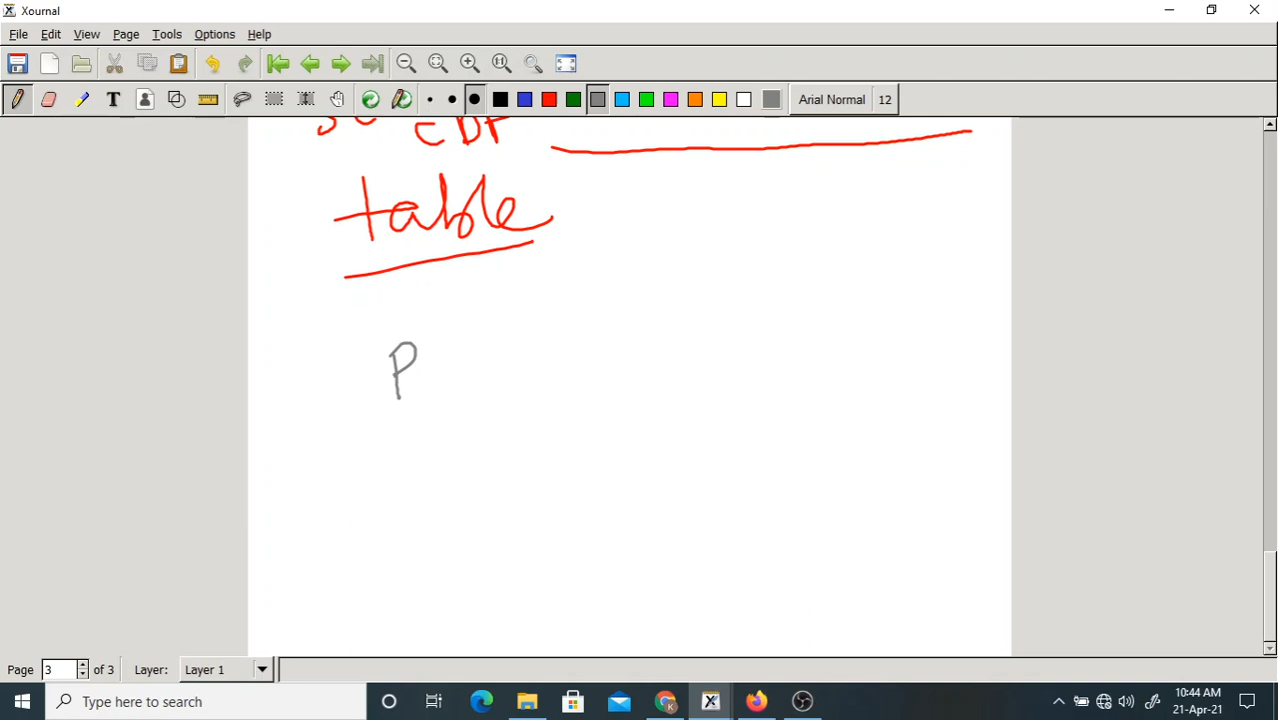 Xournal
File Edit View Page Tools Options Help
T Arial Normal 12
CDF
table
P
Page 3 of 3 Layer: Layer 1
Type here to search
10:44 AM
21-Apr-21